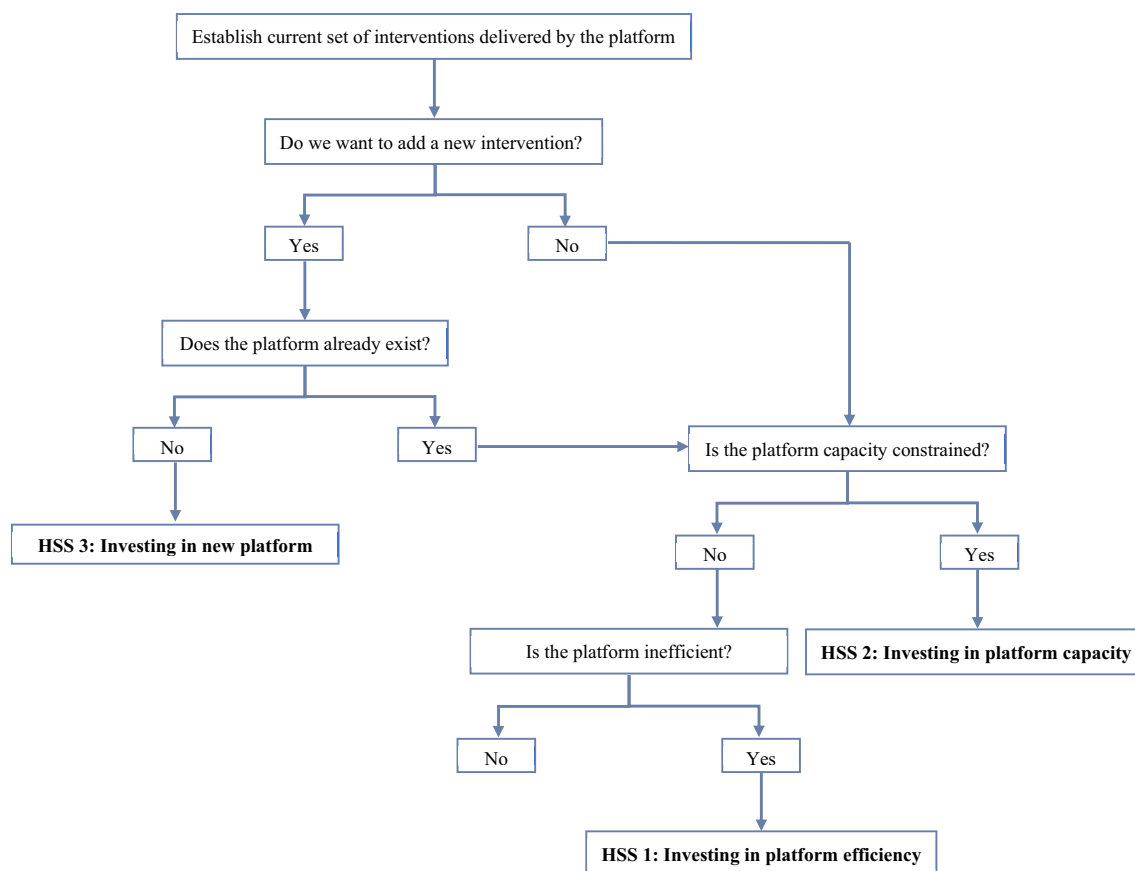 Establish current set of interventions delivered by the platform
Do we want to add a new intervention?
Yes
No
Does the platform already exist?
No
Yes
Is the platform capacity constrained?
HSS 3: Investing in new platform
No
Yes
Is the platform inefficient?
HSS 2: Investing in platform capacity
No
Yes
HSS 1: Investing in platform efficiency